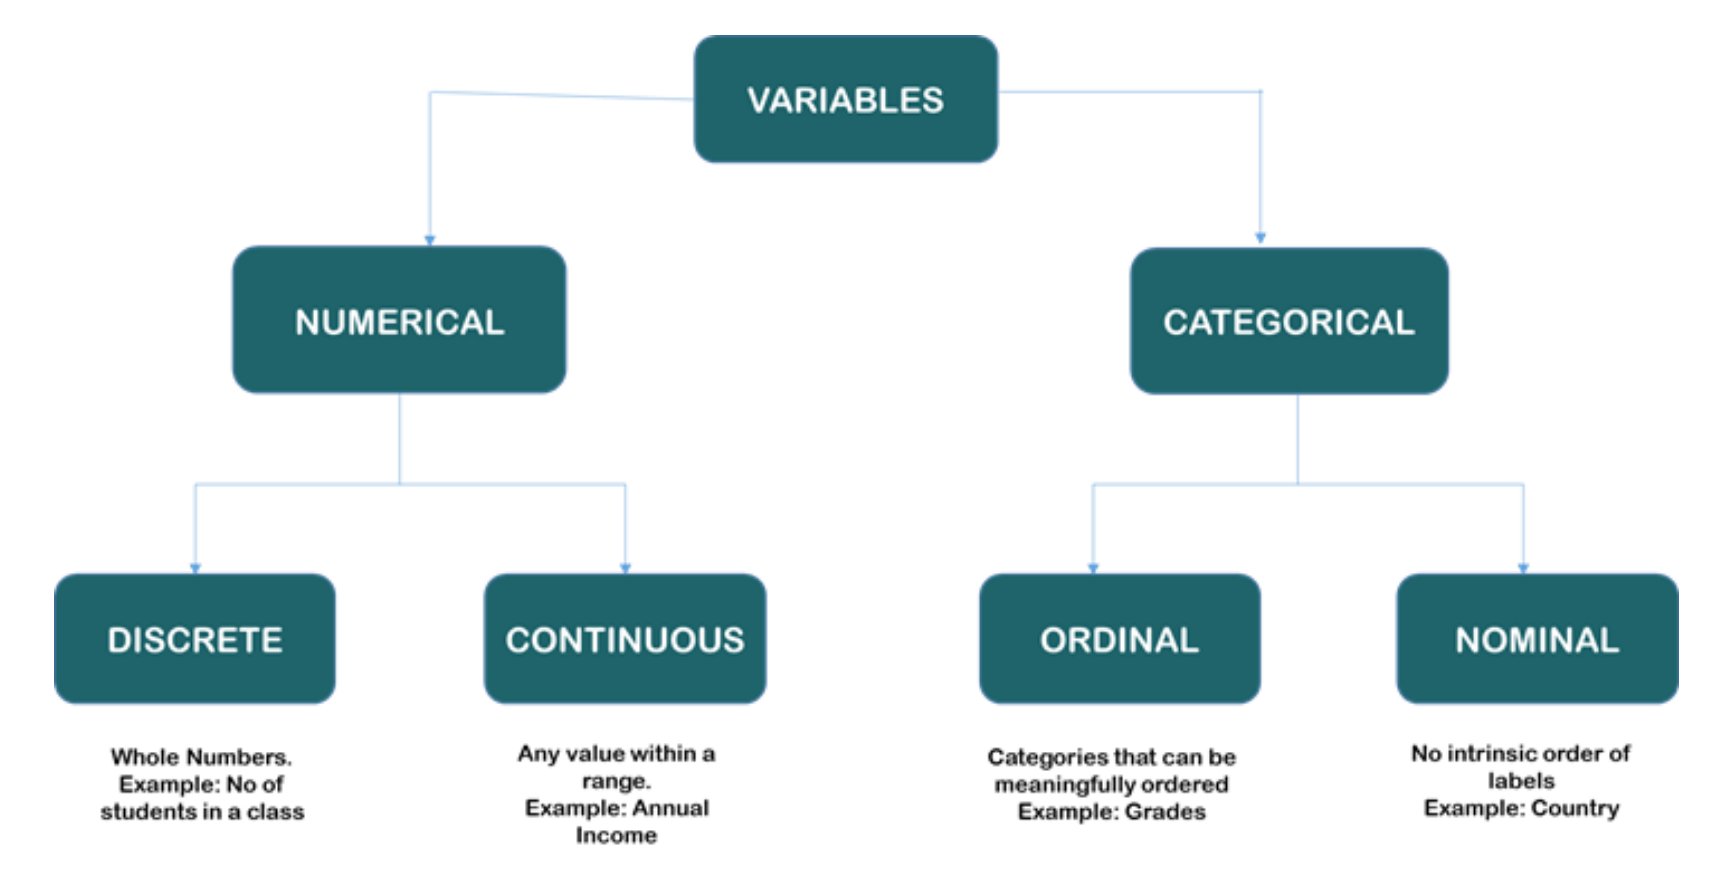 VARIABLES
NUMERICAL
CATEGORICAL
DISCRETE
CONTINUOUS
ORDINAL
NOMINAL
Whole Numbers.
Example: No of
students in a class
Any value within a
range.
Example: Annual
Income
Categories that can be
meaningfully ordered
Example: Grades
No intrinsic order of
labels
Example: Country